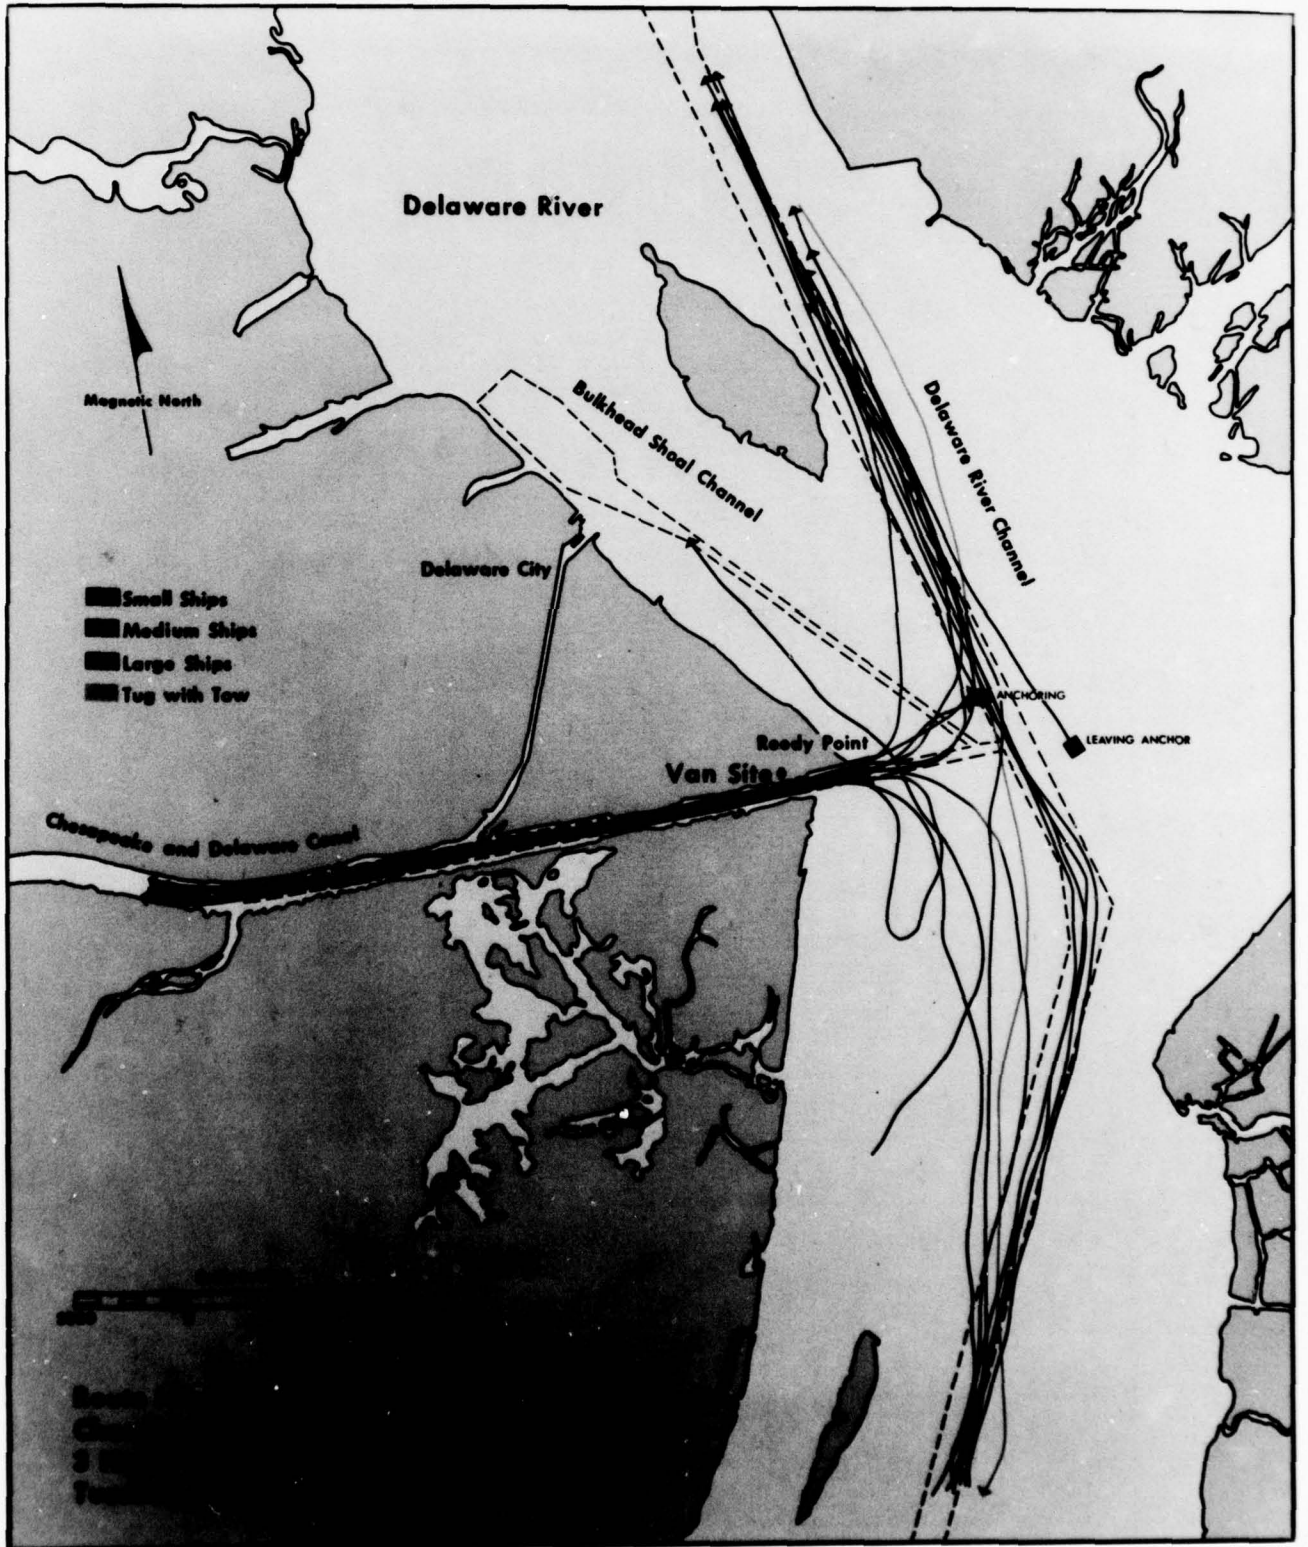 Delaware River
Magnetic North
Bulkhead Shoal Channel
Delaware River Channel
Delaware City
Small Ships
Medium Ships
Large Ships
Tug with Tow
ANCHORING
LEAVING ANCHOR
Reedy Point
Van Site
Chesapeake and Delaware Canal